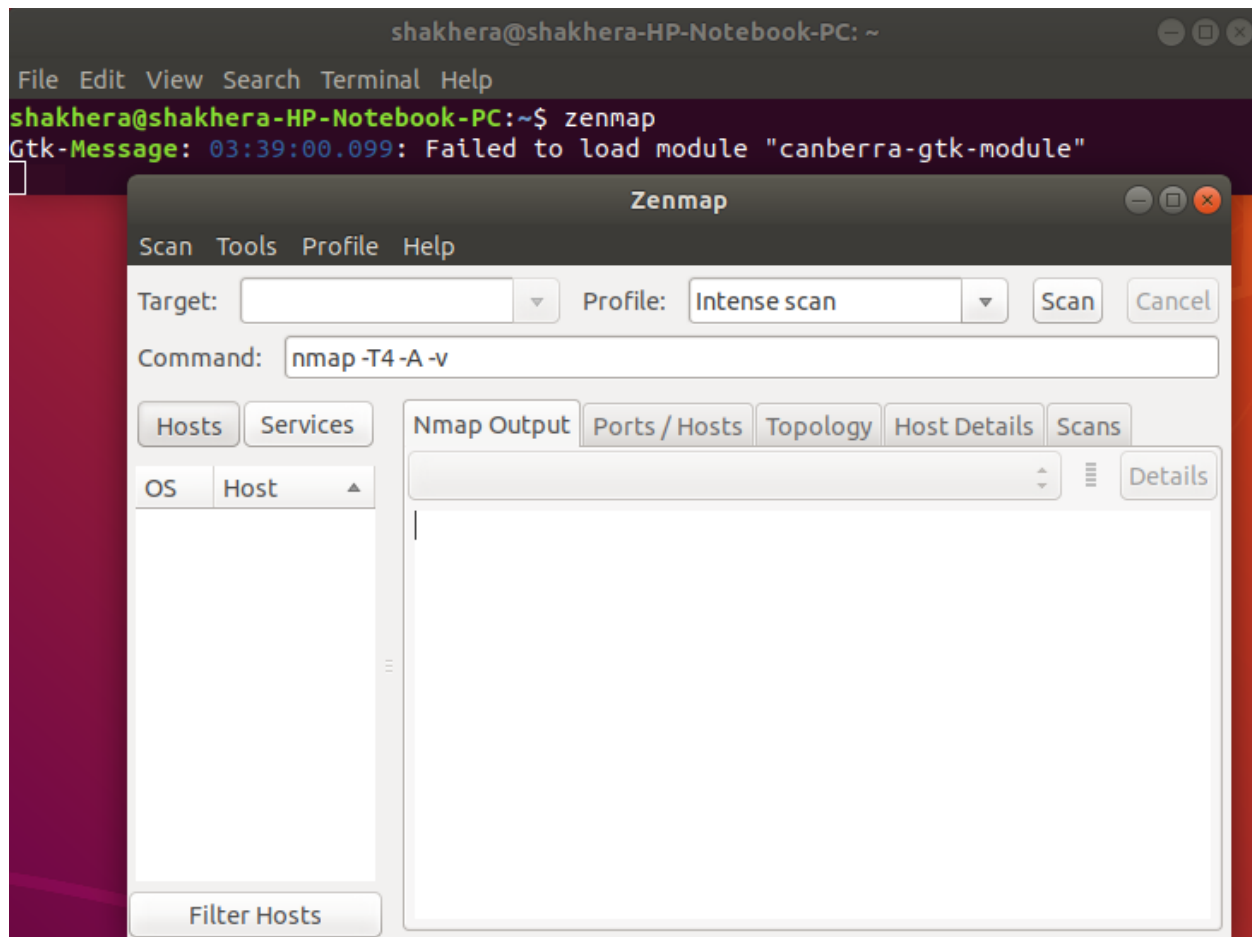 shakhera@shakhera-HP-Notebook-PC: ~
File Edit View Search Terminal Help
shakhera@shakhera-HP-Notebook-PC:~$ zenmap
Gtk-Message: 03:39:00.099: Failed to load module "canberra-gtk-module"
Zenmap
Scan Tools Profile Help
Target: Profile: Intense scan Scan Cancel
Command: nmap -T4 -A -v
Hosts Services Nmap Output Ports / Hosts Topology Host Details Scans
OS Host Details
Filter Hosts